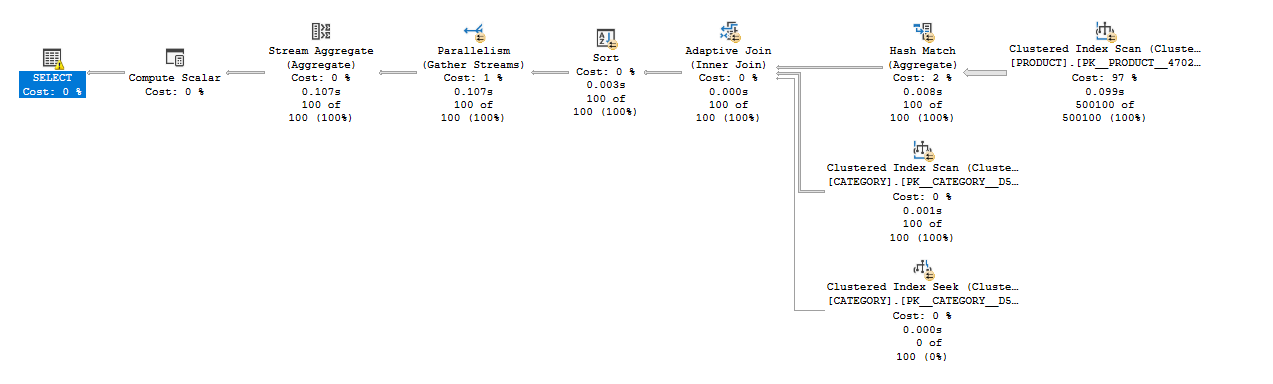 SELECT
Cost: 0 %
Compute Scalar
Cost: 0 %
Stream Aggregate
(Aggregate)
Cost: 0 %
0.107s
100 of
100 (100%)
Parallelism
(Gather Streams)
Cost: 1 %
0.107s
100 of
100 (100%)
Sort
Cost: 0 %
0.003s
100 of
100 (100%)
Adaptive Join
(Inner Join)
Cost: 0 %
0.000s
100 of
100 (100%)
Hash Match
(Aggregate)
Cost: 2 %
0.008s
100 of
100 (100%)
Clustered Index Scan (Cluste…
[PRODUCT].[PK__PRODUCT__4702…
Cost: 97 %
0.099s
500100 of
500100 (100%)
Clustered Index Scan (Cluste…
[CATEGORY].[PK__CATEGORY__D5…
Cost: 0 %
0.001s
100 of
100 (100%)
Clustered Index Seek (Cluste…
[CATEGORY].[PK__CATEGORY__D5…
Cost: 0 %
0.000s
0 of
100 (0%)